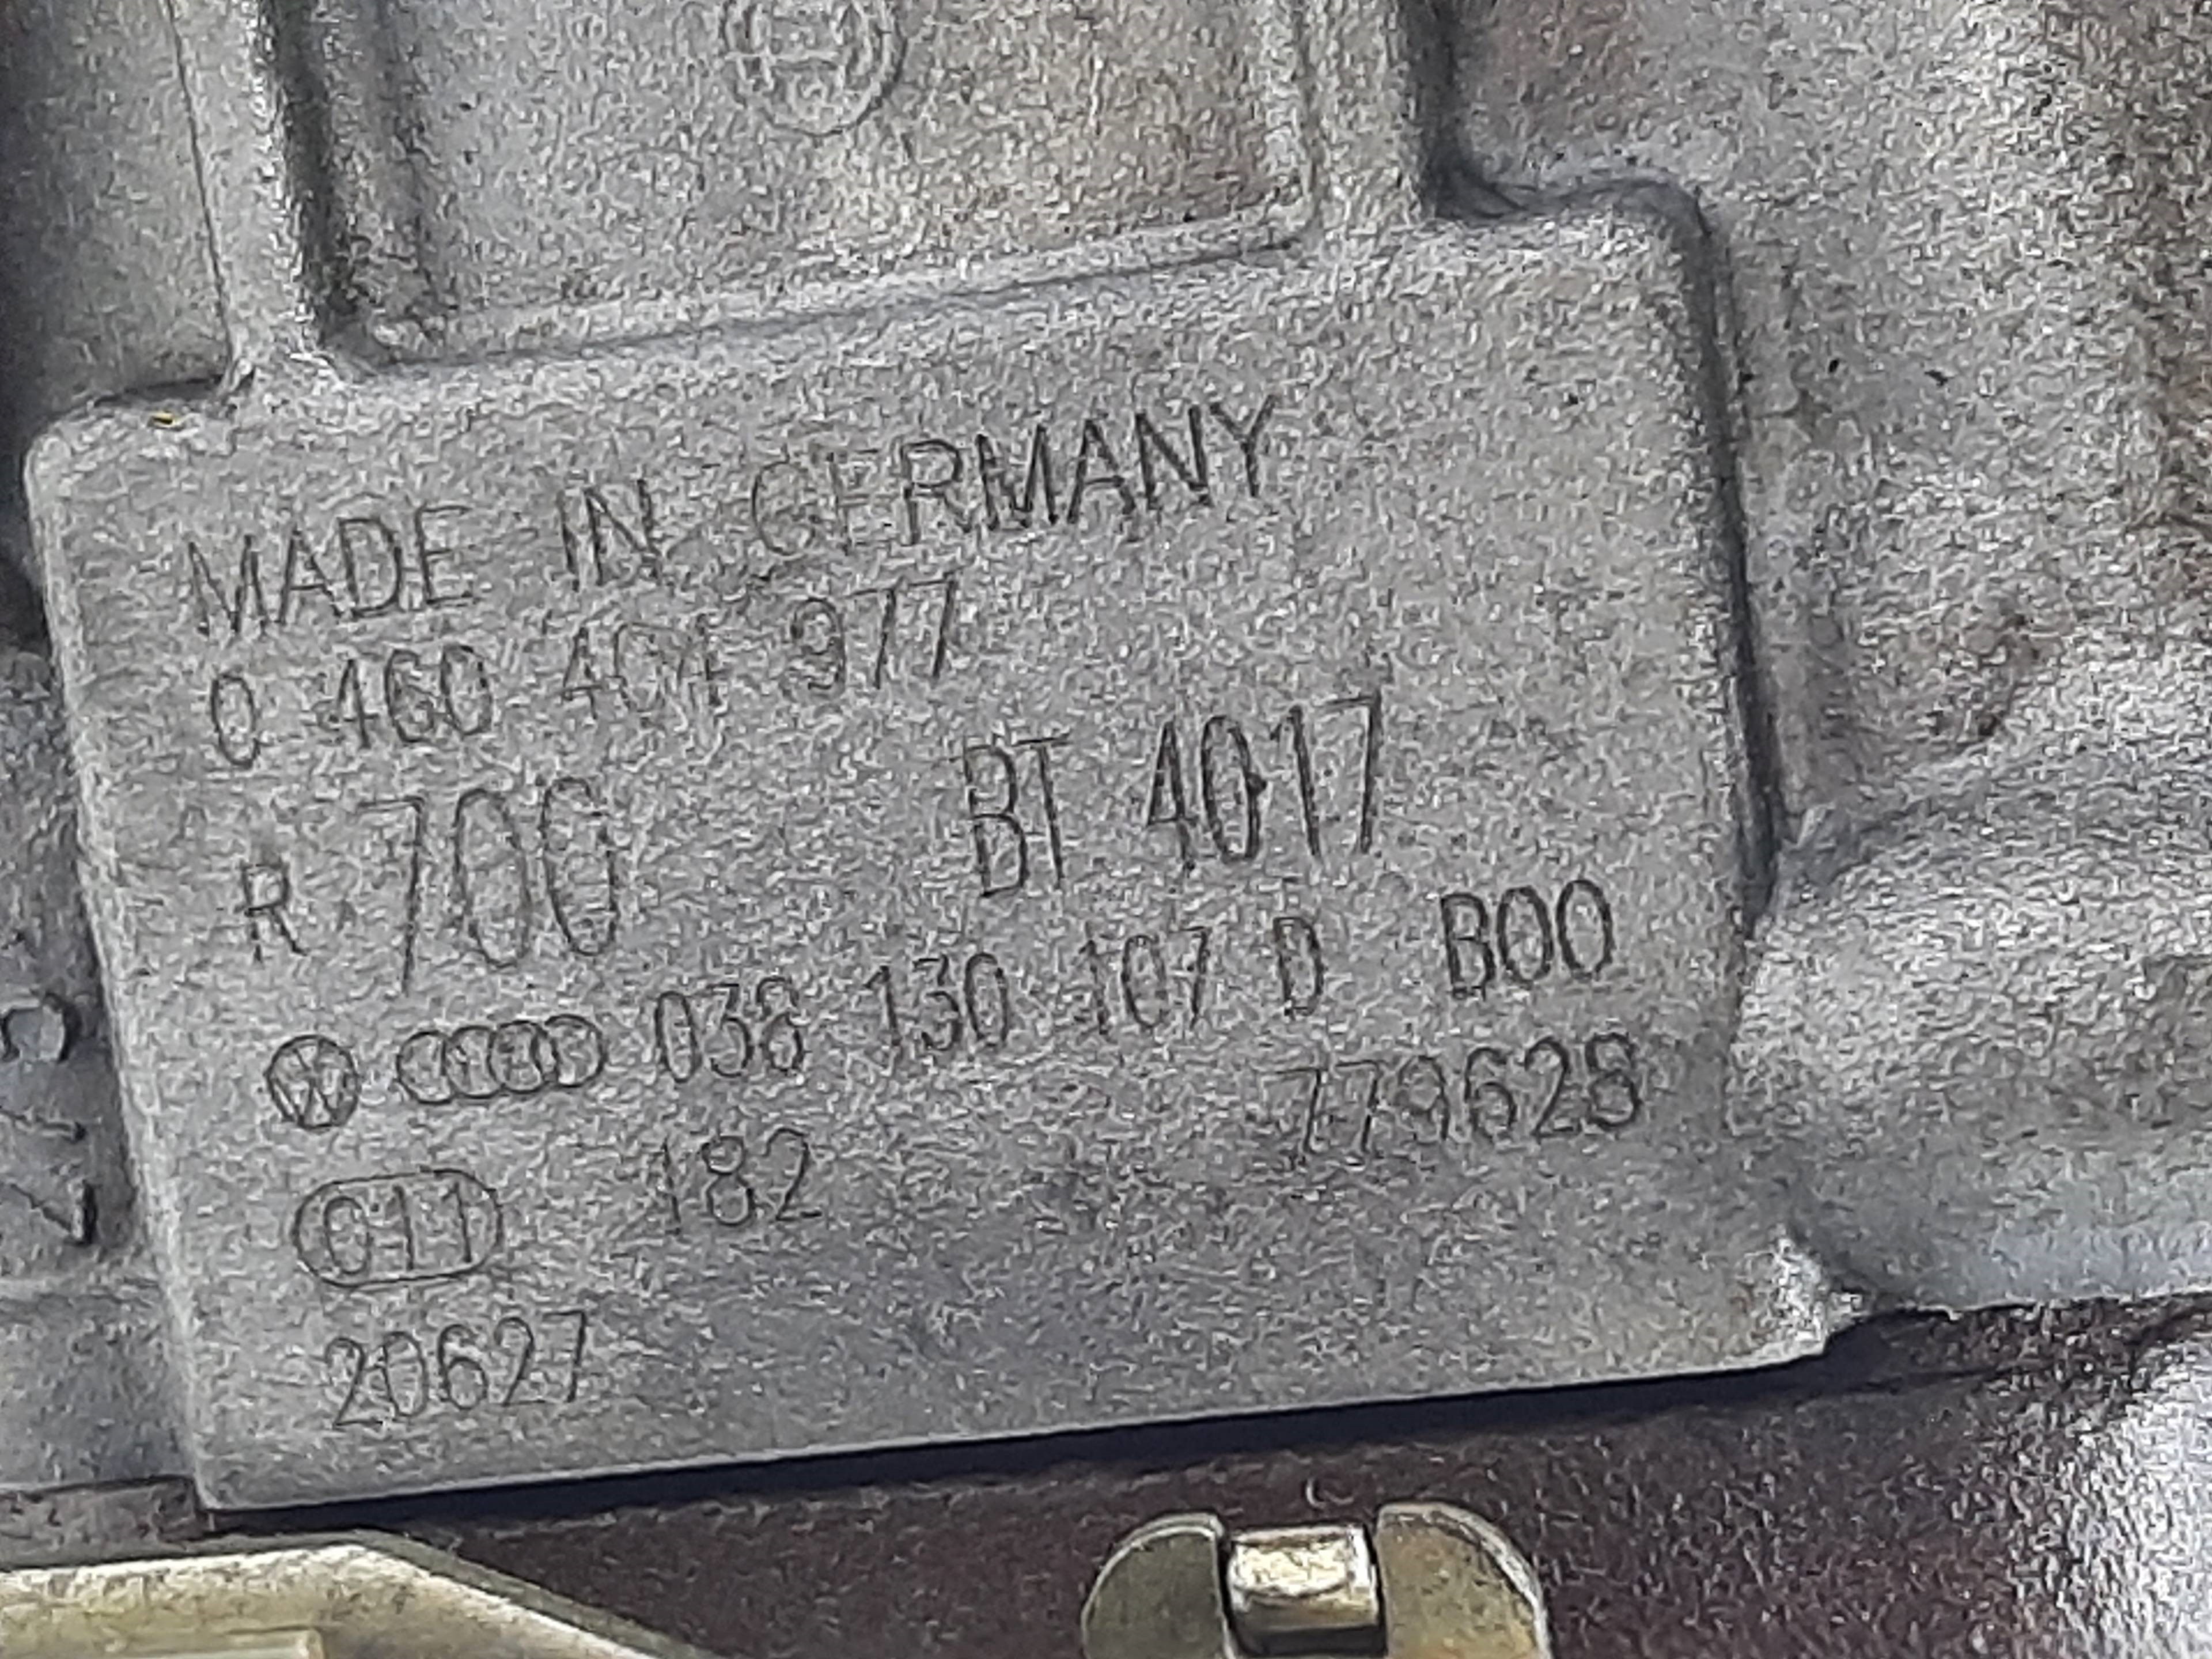 MADE IN GERMANY
0 460 404 977
R 700 BT 4017
038 130 107 D B00
779628
011 182
20627